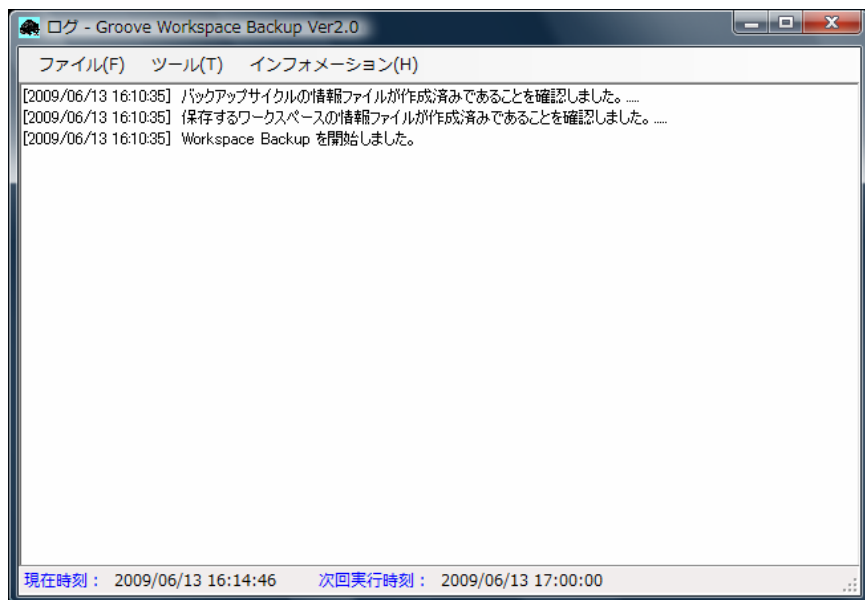 ログ - Groove Workspace Backup Ver2.0
ファイル(F) ツール(T) インフォメーション(H)
[2009/06/13 16:10:35] バックアップサイクルの情報ファイルが作成済みであることを確認しました。....
[2009/06/13 16:10:35] 保存するワークスペースの情報ファイルが作成済みであることを確認しました。....
[2009/06/13 16:10:35] Workspace Backup を開始しました。
現在時刻： 2009/06/13 16:14:46 次回実行時刻： 2009/06/13 17:00:00